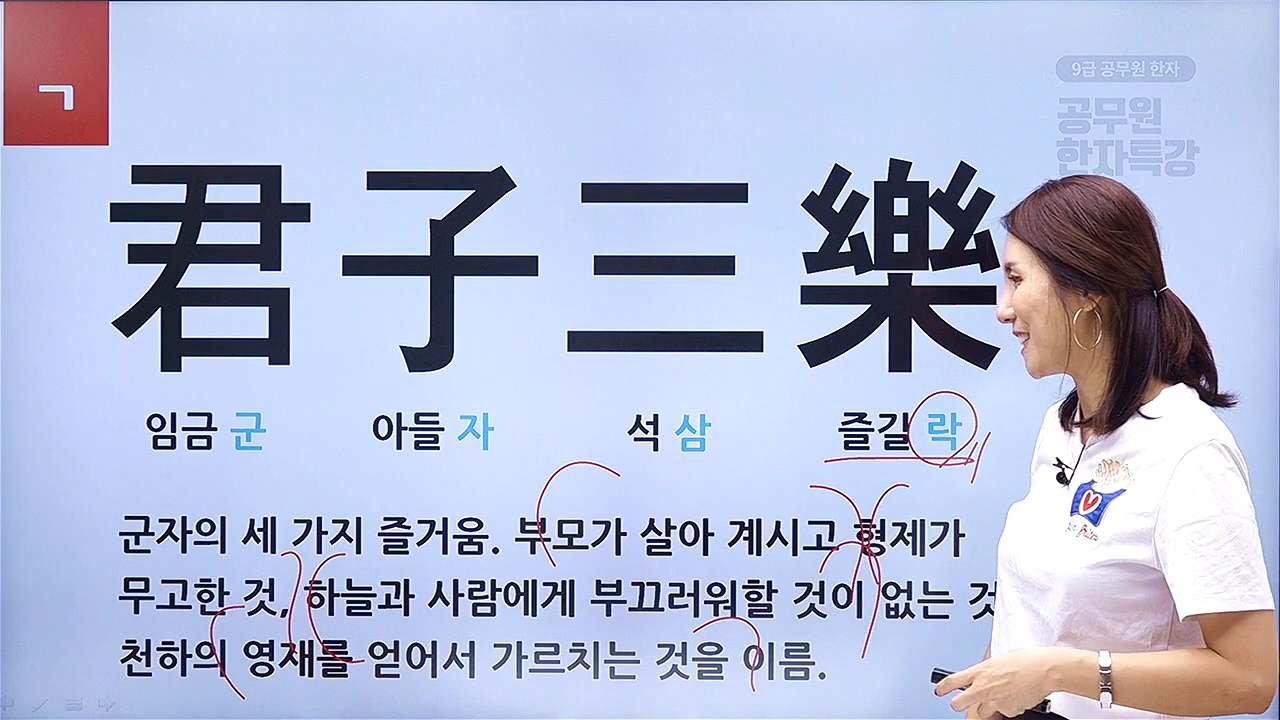 ㄱ
9급 공무원 한자
공무원
한자특강
君子三樂
임금 군 아들 자 석 삼 즐길 락
군자의 세 가지 즐거움. 부모가 살아 계시고 형제가
무고한 것, 하늘과 사람에게 부끄러워할 것이 없는 것
천하의 영재를 얻어서 가르치는 것을 이름.